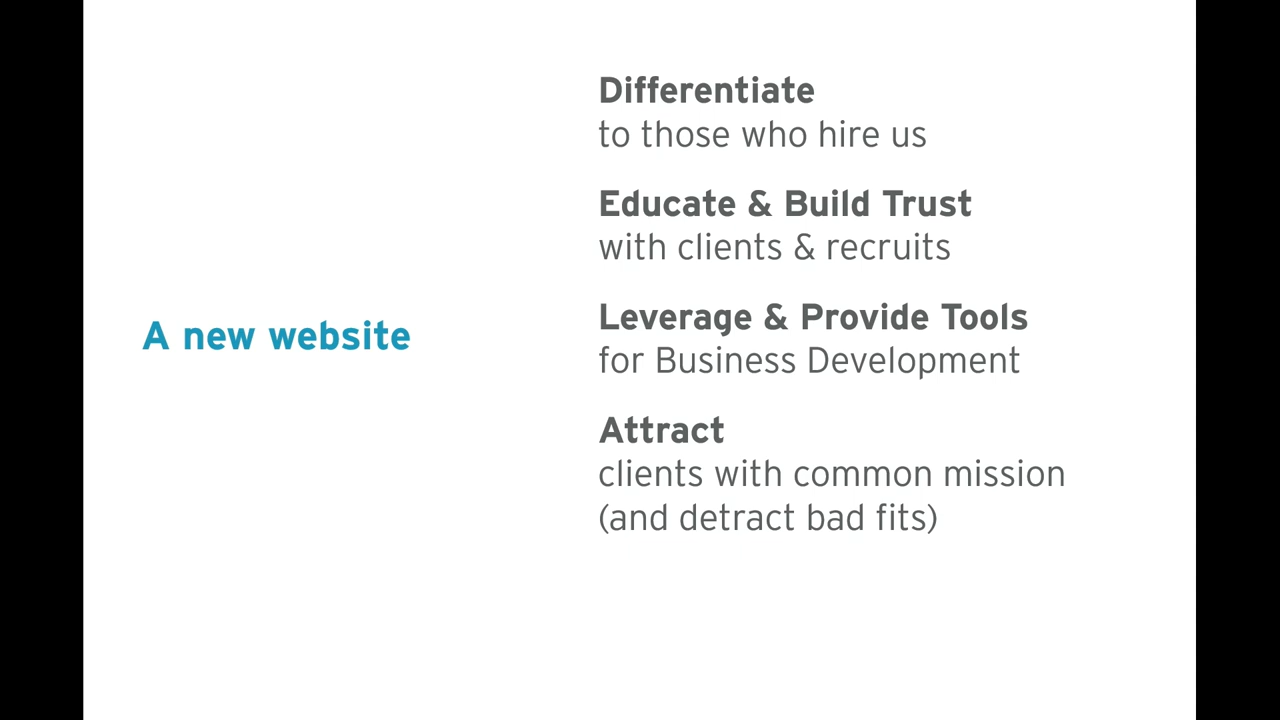 A new website
Differentiate
to those who hire us
Educate & Build Trust
with clients & recruits
Leverage & Provide Tools
for Business Development
Attract
clients with common mission
(and detract bad fits)